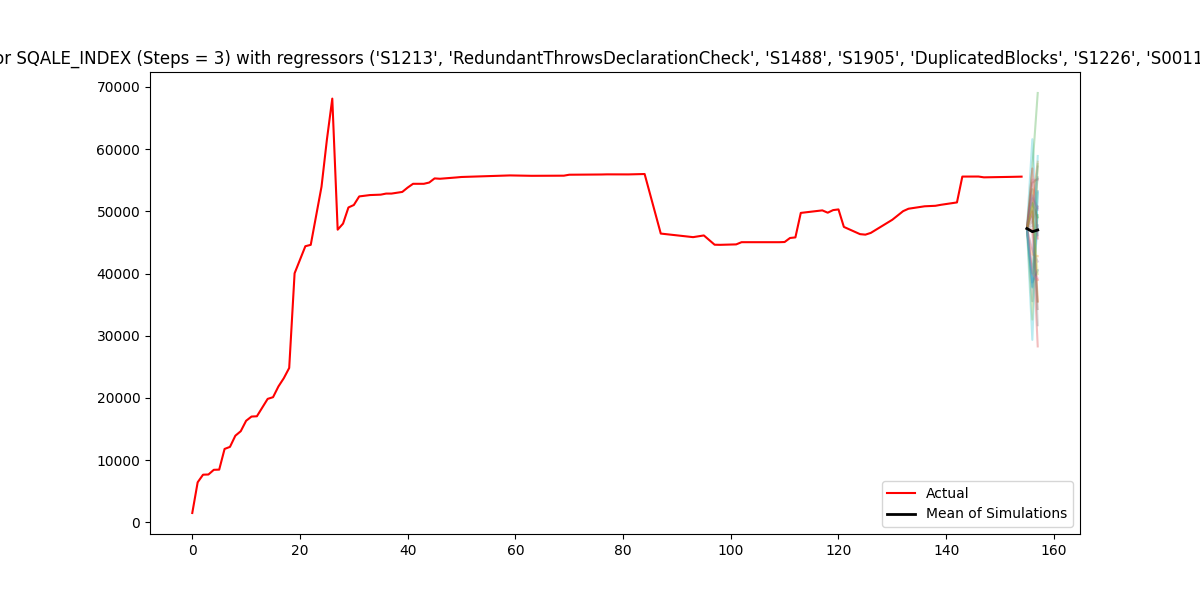 or SQALE_INDEX (Steps = 3) with regressors ('S1213', 'RedundantThrowsDeclarationCheck', 'S1488', 'S1905', 'DuplicatedBlocks', 'S1226', 'S0011
70000
60000
50000
40000
30000
20000
10000
0
Actual
Mean of Simulations
0 20 40 60 80 100 120 140 160